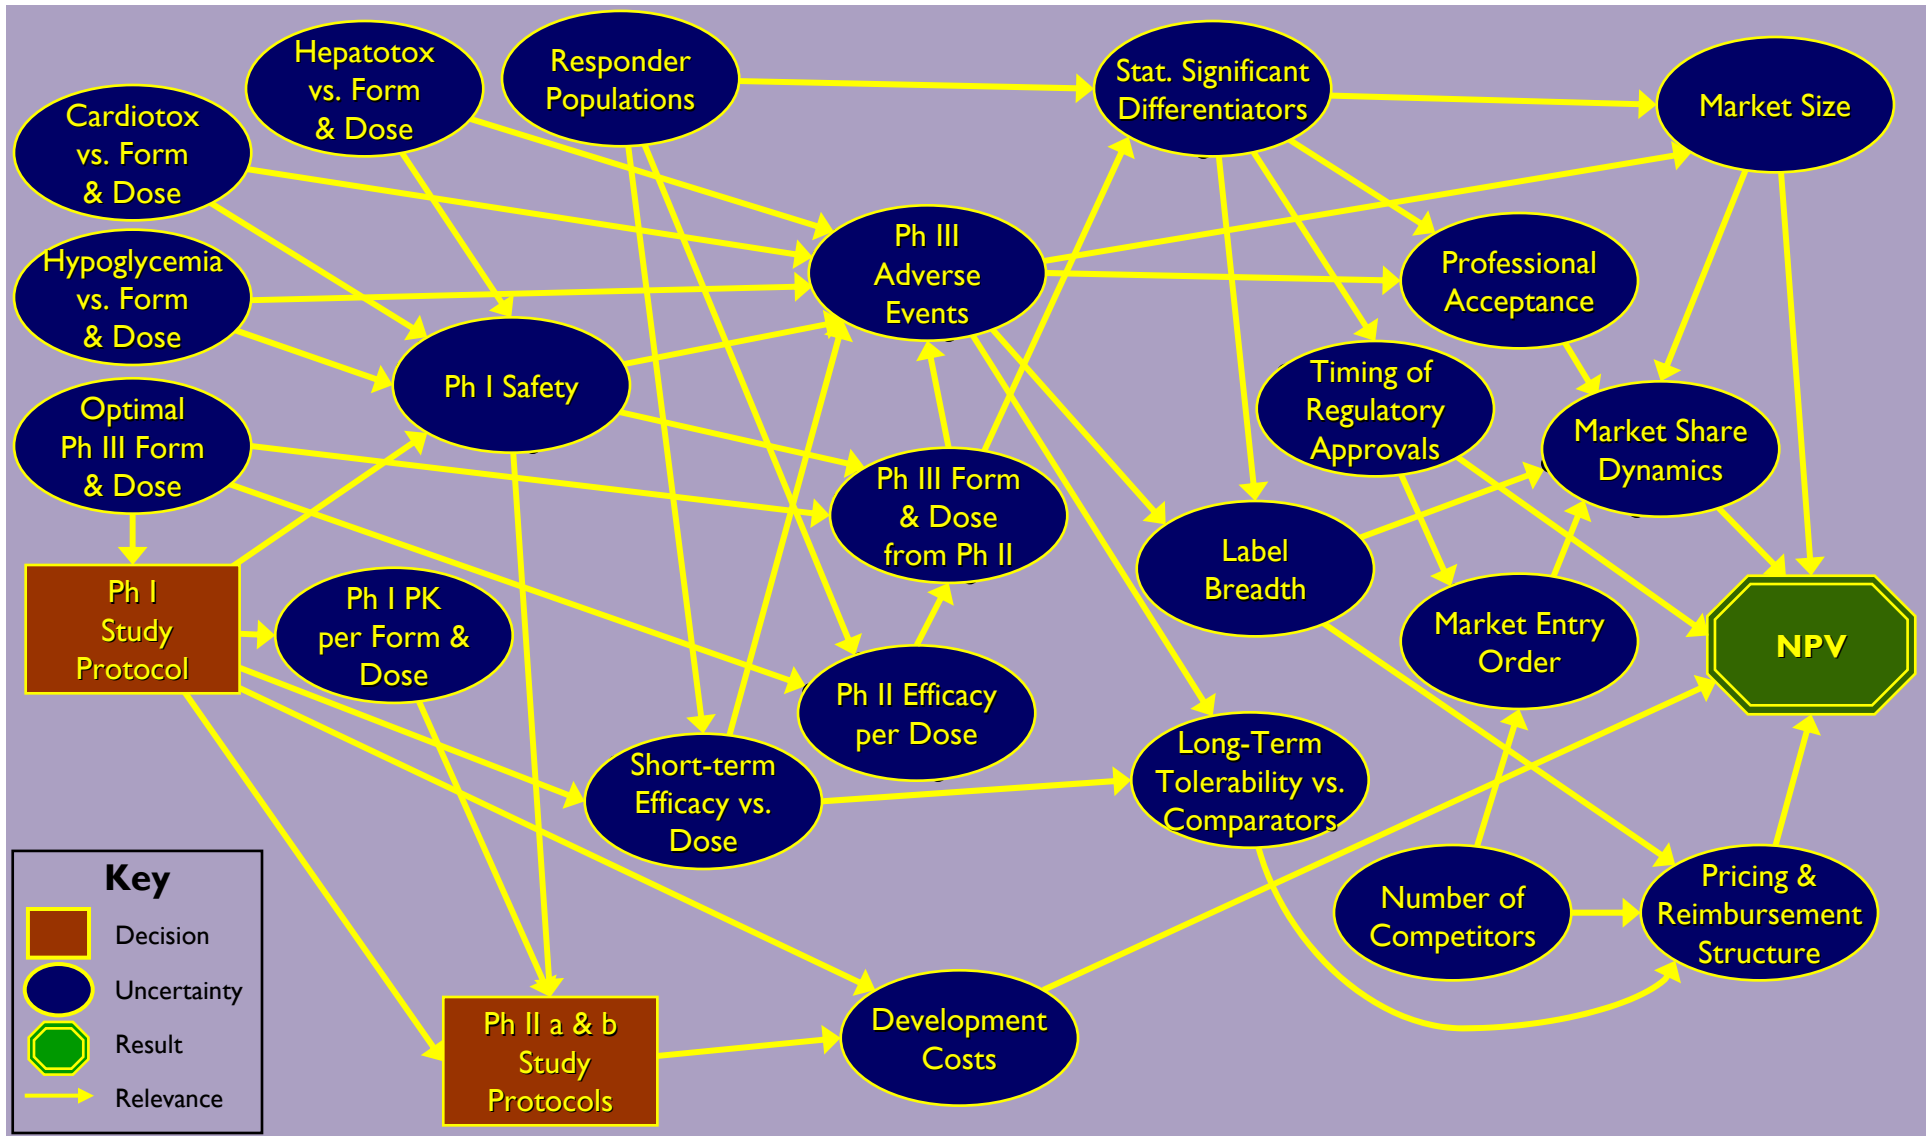 Hepatotox
vs. Form
& Dose
Responder
Populations
Stat. Significant
Differentiators
Market Size
Cardiotox
vs. Form
& Dose
Hypoglycemia
vs. Form
& Dose
Ph III
Adverse
Events
Professional
Acceptance
Ph I Safety
Timing of
Regulatory
Approvals
Market Share
Dynamics
Optimal
Ph III Form
& Dose
Ph III Form
& Dose
from Ph II
Label
Breadth
Ph I
Study
Protocol
Ph I PK
per Form &
Dose
Market Entry
Order
NPV
Ph II Efficacy
per Dose
Short-term
Efficacy vs.
Dose
Long-Term
Tolerability vs.
Comparators
Number of
Competitors
Pricing &
Reimbursement
Structure
Ph II a & b
Study
Protocols
Development
Costs
Key
Decision
Uncertainty
Result
Relevance